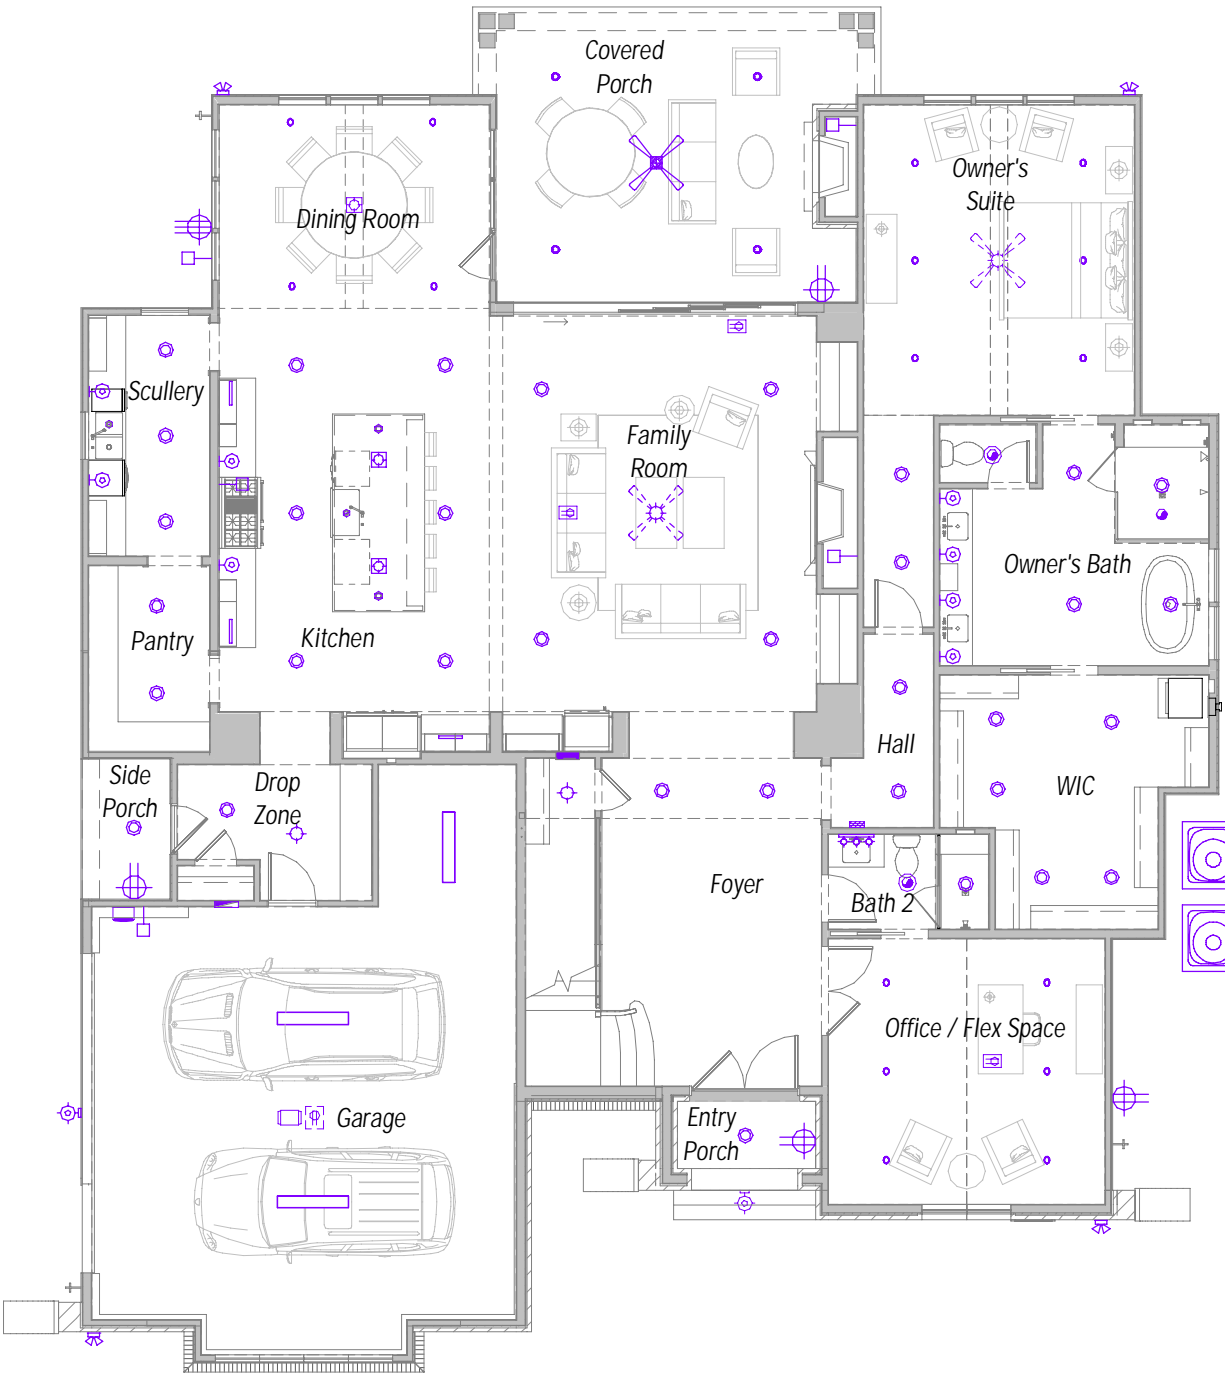 Covered
Porch
Owner's
Suite
Dining Room
Scullery
Family
Room
Owner's Bath
Pantry
Kitchen
Hall
Side
Porch
Drop
Zone
WIC
Foyer
Bath 2
Office / Flex Space
Garage
Entry
Porch